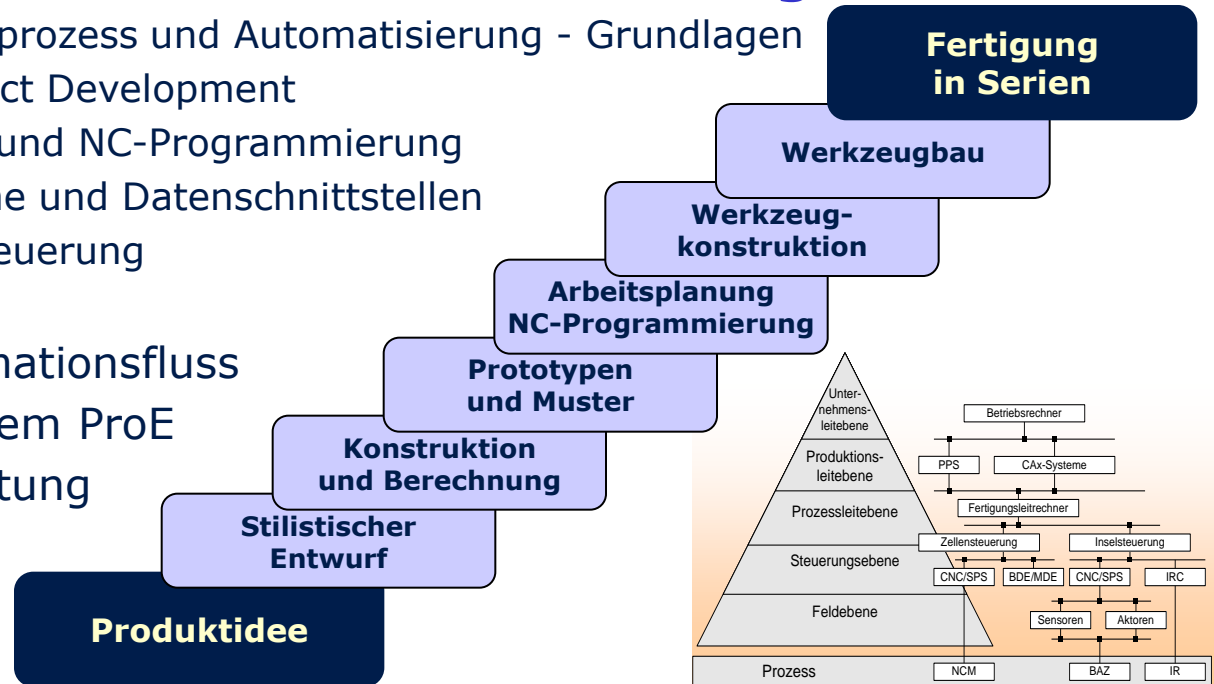 prozess und Automatisierung - Grundlagen
ct Development
und NC-Programmierung
e und Datenschnittstellen
euerung
nationsfluss
em ProE
tung
Fertigung
in Serien
Werkzeugbau
Werkzeug-
konstruktion
Arbeitsplanung
NC-Programmierung
Prototypen
und Muster
Konstruktion
und Berechnung
Stilistischer
Entwurf
Produktidee
Unter-
nehmens-
leitebene
Produktions-
leitebene
Prozessleitebene
Steuerungsebene
Feldebene
Prozess
Betriebsrechner
PPS
CAx-Systeme
Fertigungsleitrechner
Zellensteuerung
Inselsteuerung
CNC/SPS
BDE/MDE
CNC/SPS
IRC
Sensoren
Aktoren
NCM
BAZ
IR